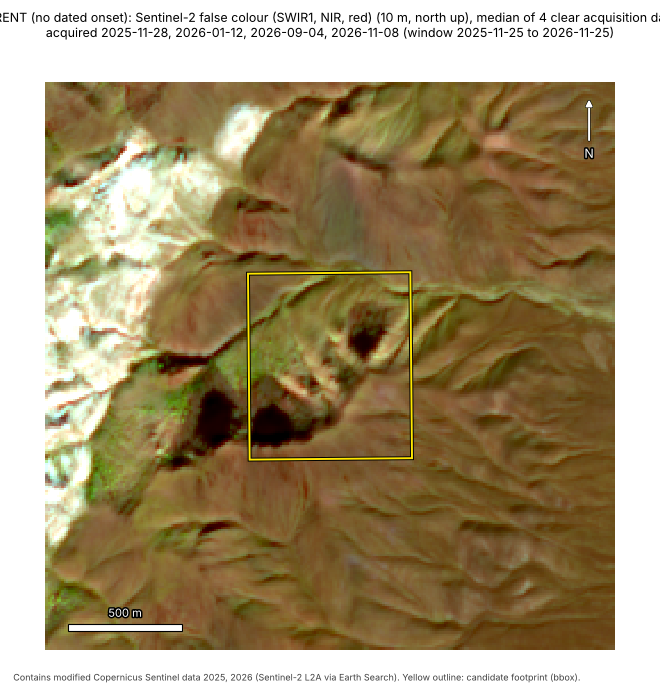 RENT (no dated onset): Sentinel-2 false colour (SWIR1, NIR, red) (10 m, north up), median of 4 clear acquisition
acquired 2025-11-28, 2026-01-12, 2026-09-04, 2026-11-08 (window 2025-11-25 to 2026-11-25)
N
500 m
Contains modified Copernicus Sentinel data 2025, 2026 (Sentinel-2 L2A via Earth Search). Yellow outline: candidate footprint (bbox).